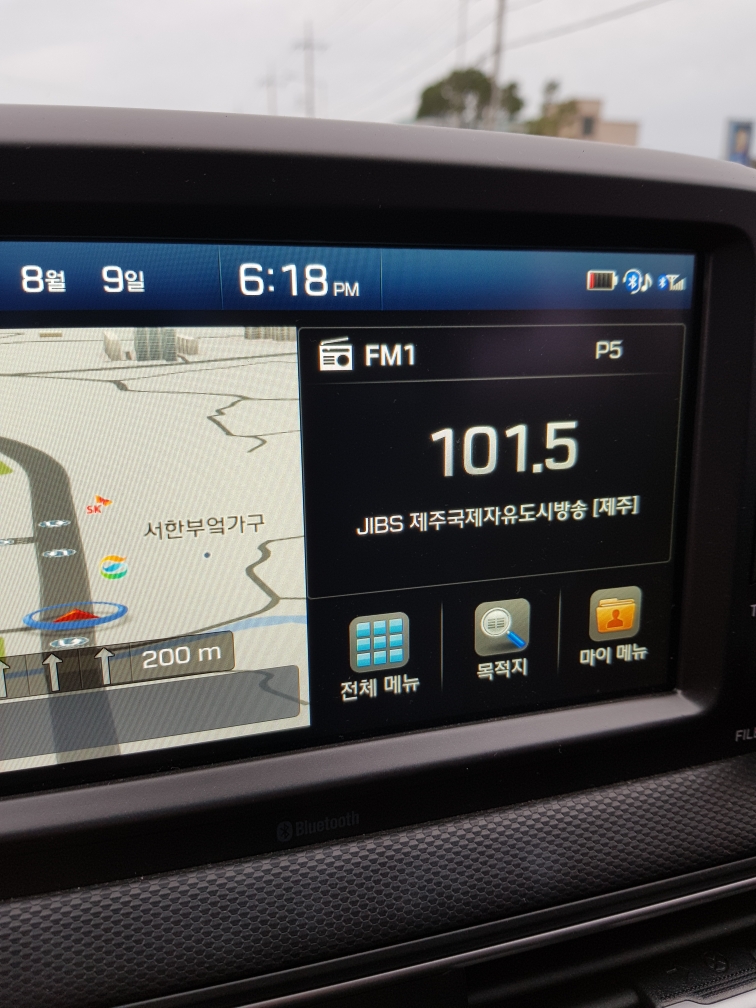 8월 9일 6:18 PM
FM1 P5
101.5
JIBS 제주국제자유도시방송 [제주]
SK
서한부엌가구
200 m
전체 메뉴 목적지 마이 메뉴
Bluetooth